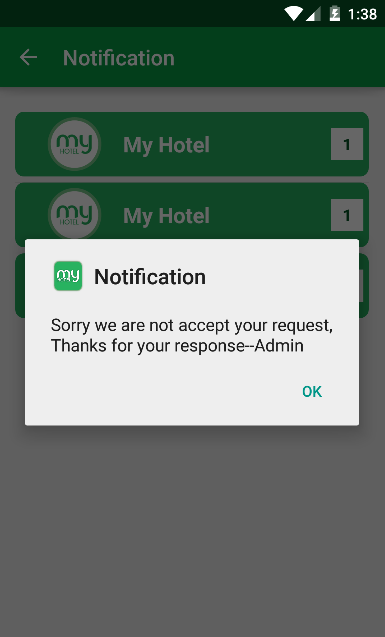 1:38
Notification
my
HOTEL
My Hotel
1
my
HOTEL
My Hotel
1
my
Notification
Sorry we are not accept your request,
Thanks for your response--Admin
OK